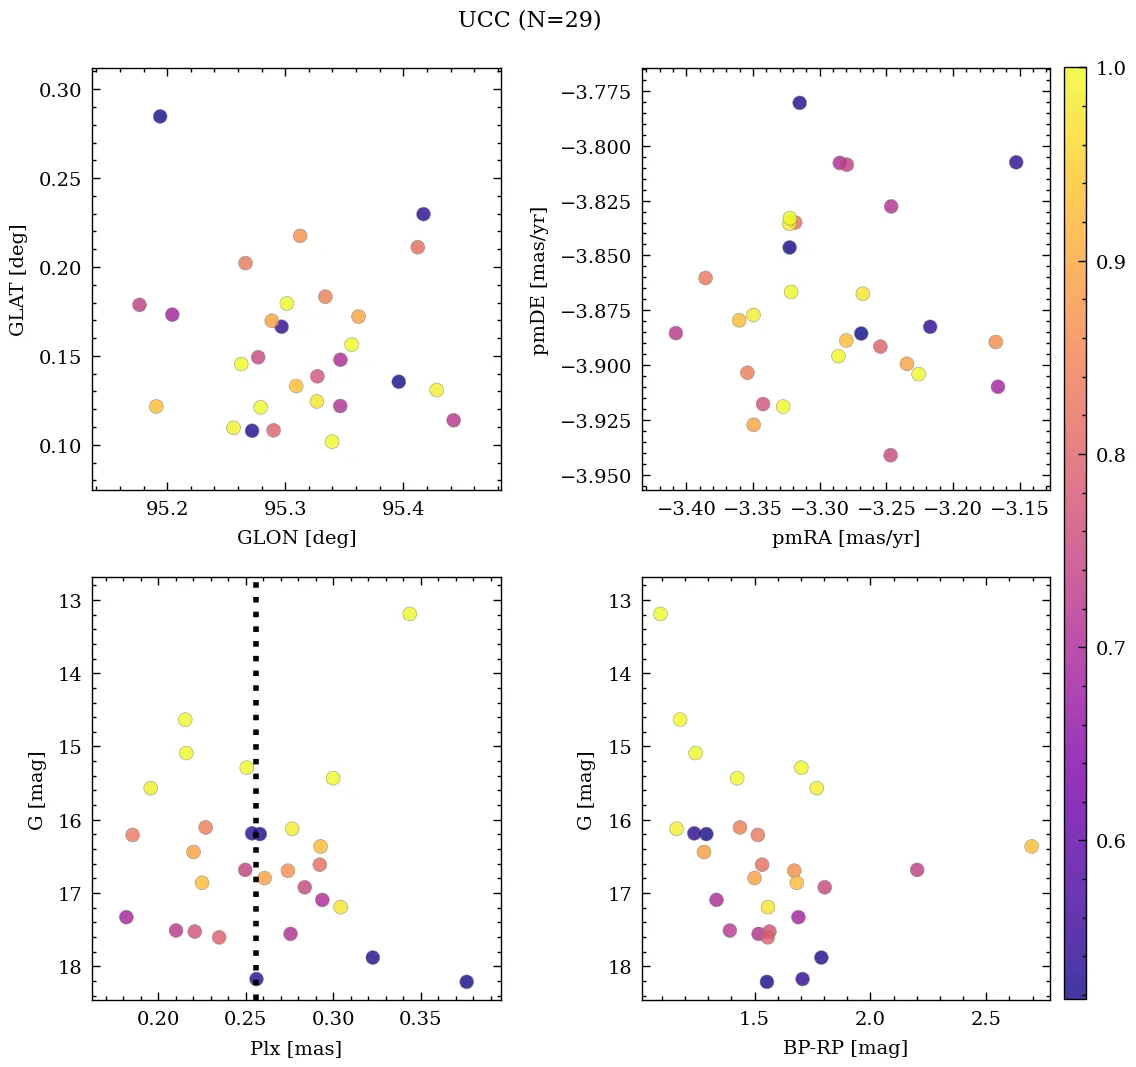 UCC (N=29)
0.30
0.25
0.20
0.15
0.10
GLAT [deg]
95.2 95.3 95.4
GLON [deg]
−3.775
−3.800
−3.825
−3.850
−3.875
−3.900
−3.925
−3.950
pmDE [mas/yr]
−3.40 −3.35 −3.30 −3.25 −3.20 −3.15
pmRA [mas/yr]
1.0
0.9
0.8
0.7
0.6
13
14
15
16
17
18
G [mag]
0.20 0.25 0.30 0.35
Plx [mas]
13
14
15
16
17
18
G [mag]
1.5 2.0 2.5
BP-RP [mag]